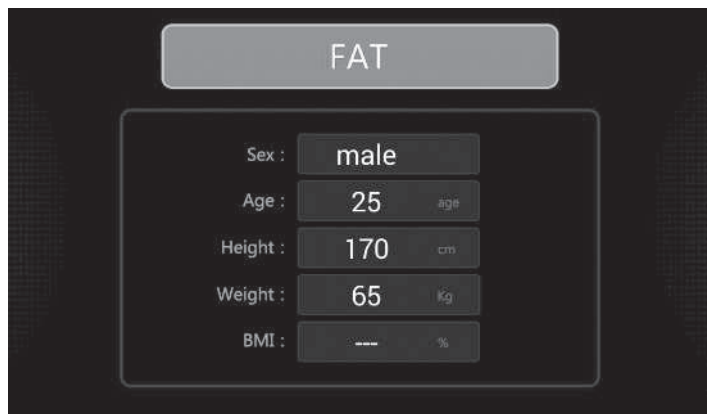 FAT
Sex : male
Age : 25 age
Height : 170 cm
Weight : 65 Kg
BMI : --- %